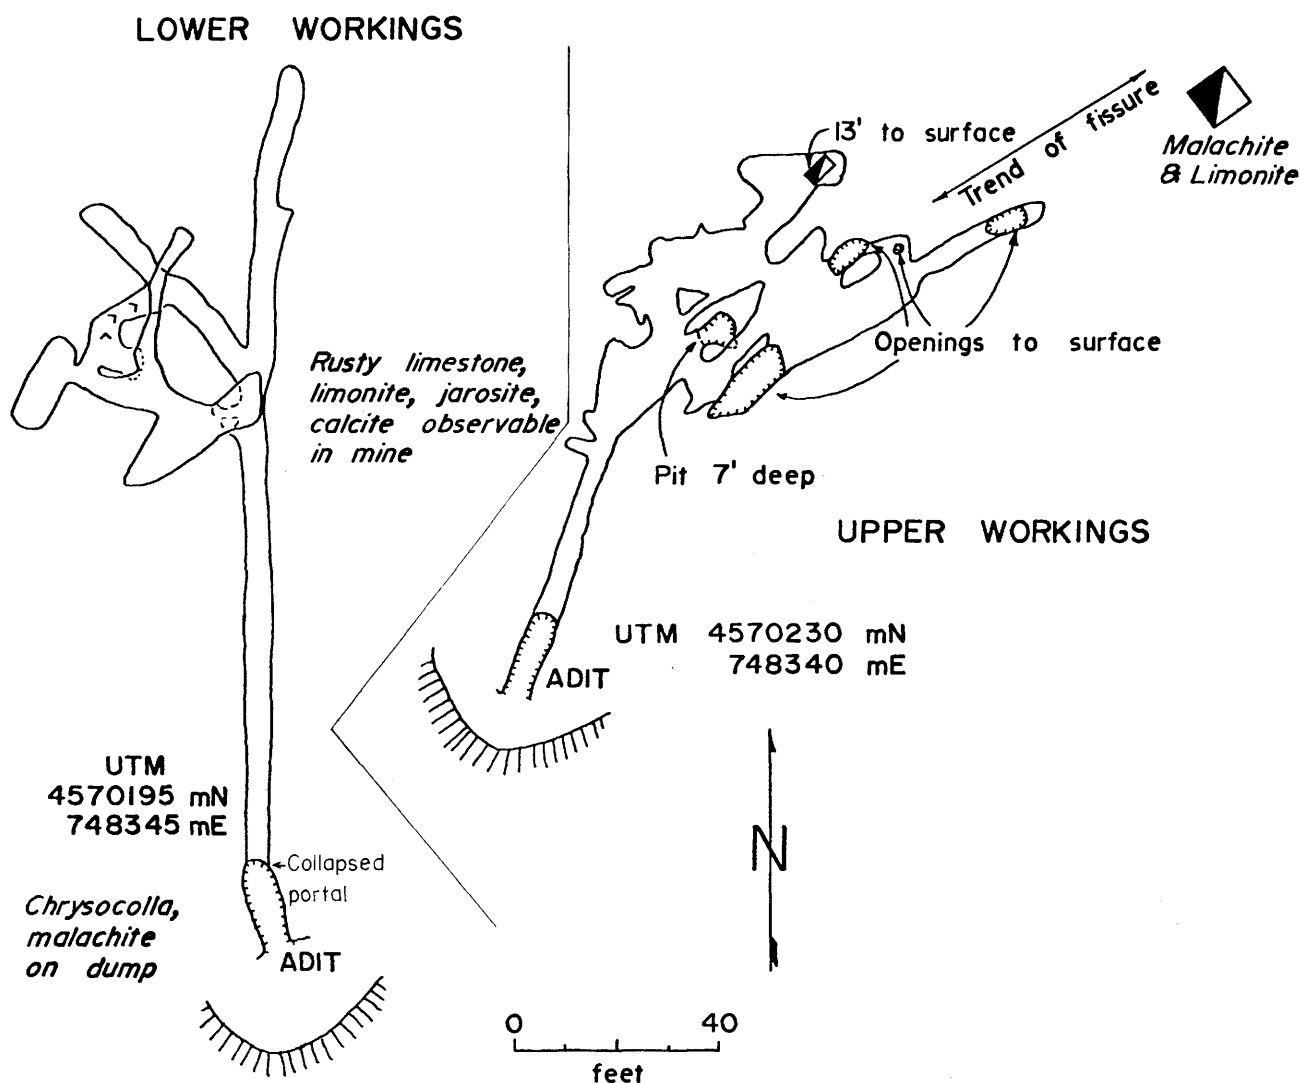 LOWER WORKINGS
13' to surface
Trend of fissure
Malachite
& Limonite
Rusty limestone,
limonite, jarosite,
calcite observable
in mine
Openings to surface
Pit 7' deep
UPPER WORKINGS
UTM 4570230 mN
748340 mE
ADIT
UTM
4570195 mN
748345 mE
Collapsed
portal
Chrysocolla,
malachite
on dump
ADIT
N
0 40
feet